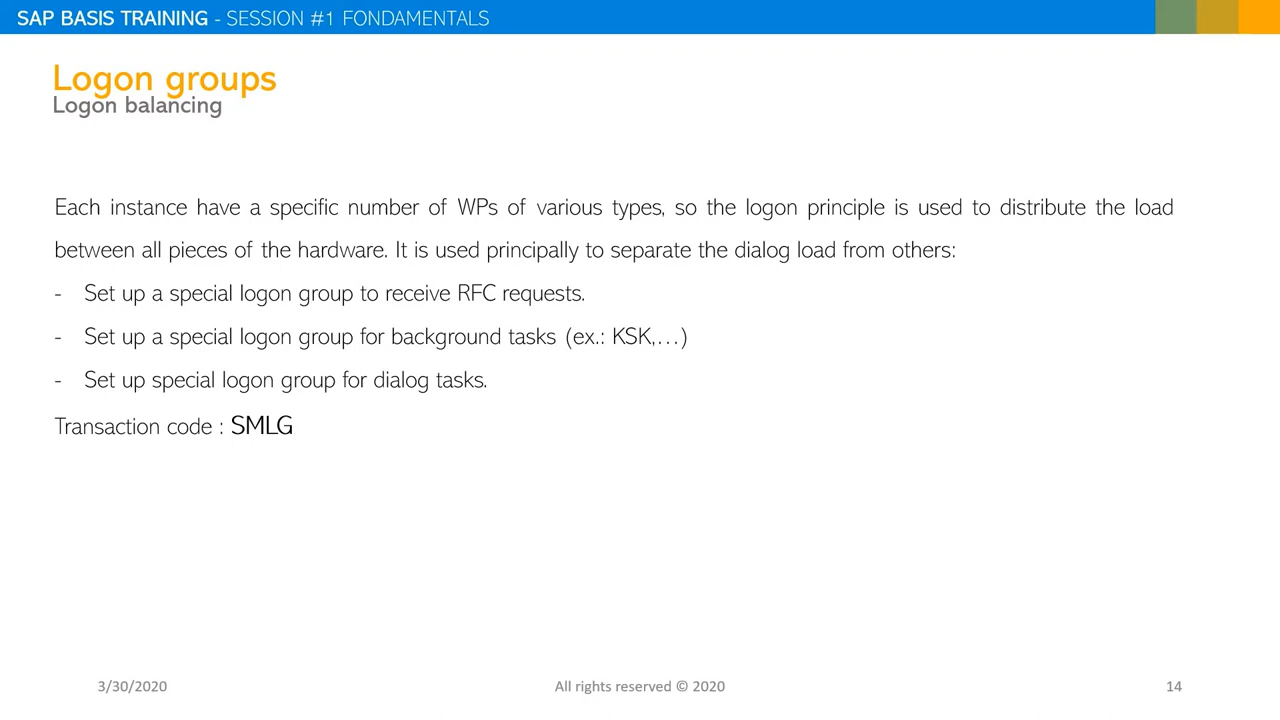 SAP BASIS TRAINING - SESSION #1 FONDAMENTALS
Logon groups
Logon balancing
Each instance have a specific number of WPs of various types, so the logon principle is used to distribute the load
between all pieces of the hardware. It is used principally to separate the dialog load from others:
- Set up a special logon group to receive RFC requests.
- Set up a special logon group for background tasks (ex.: KSK,…)
- Set up special logon group for dialog tasks.
Transaction code : SMLG
3/30/2020
All rights reserved © 2020
14